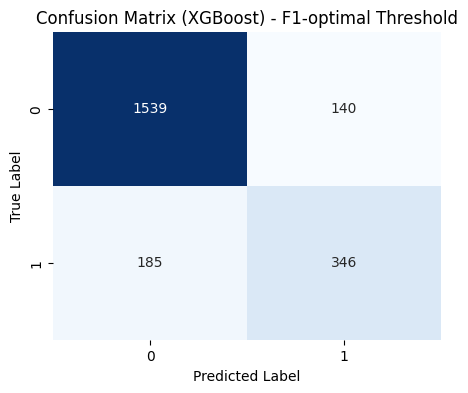 Confusion Matrix (XGBoost) - F1-optimal Threshold
True Label
0
1539
140
1
185
346
0
1
Predicted Label